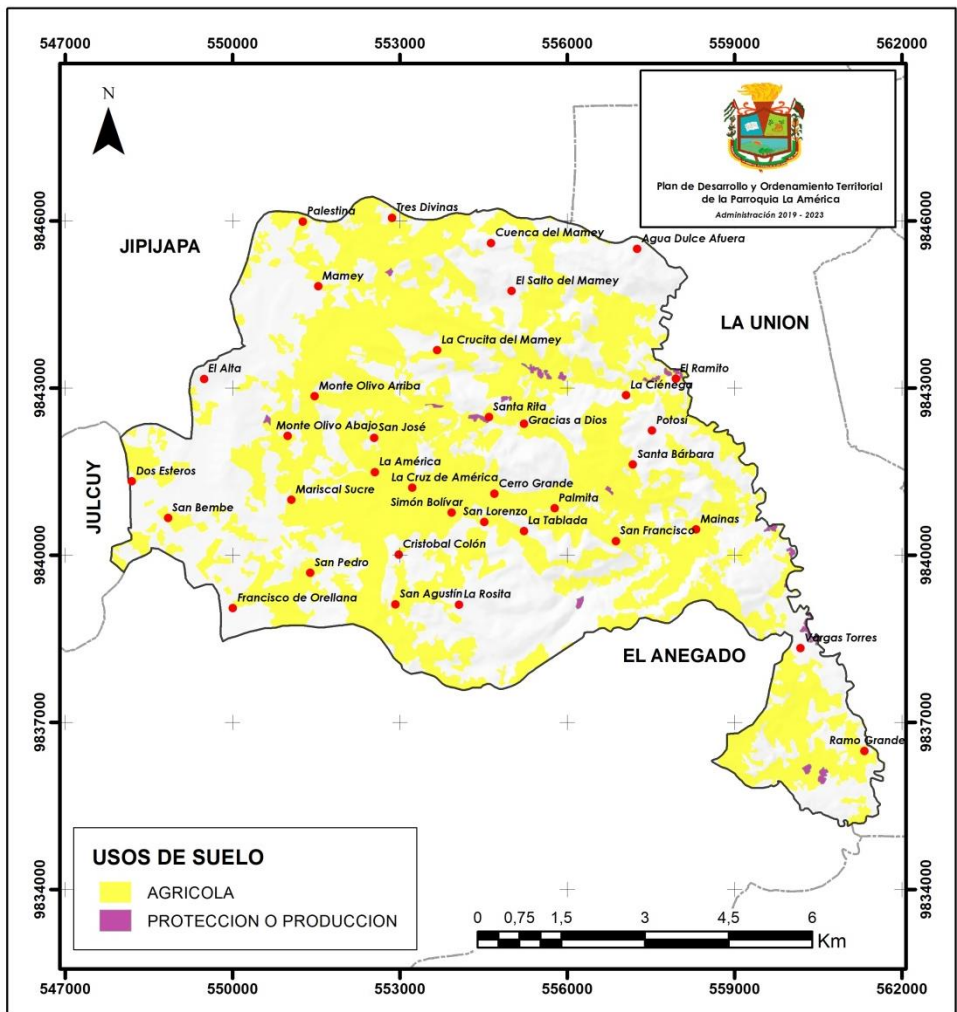 547000 550000 553000 556000 559000 562000
N
Plan de Desarrollo y Ordenamiento Territorial
de la Parroquia La América
Administración 2019 - 2023
9846000 9846000
Palestina
Tres Divinas
Cuenca del Mamey
Agua Dulce Afuera
JIPIJAPA
Mamey
El Salto del Mamey
LA UNION
La Crucita del Mamey
El Alta
El Ramito
9843000 9843000
Monte Olivo Arriba
La Ciénega
Santa Rita
Gracias a Dios
Potosí
Monte Olivo Abajo
San José
Santa Bárbara
La América
Dos Esteros
La Cruz de América
Cerro Grande
JULCUY
Mariscal Sucre
Simón Bolívar
Palmita
San Bembe
San Lorenzo
La Tablada
San Francisco
Mainas
9840000 9840000
Cristobal Colón
San Pedro
Francisco de Orellana
San Agustín
La Rosita
EL ANEGADO
Vargas Torres
9837000 9837000
Ramo Grande
USOS DE SUELO
AGRICOLA
PROTECCION O PRODUCCION
9834000 9834000
0 0,75 1,5 3 4,5 6
Km
547000 550000 553000 556000 559000 562000